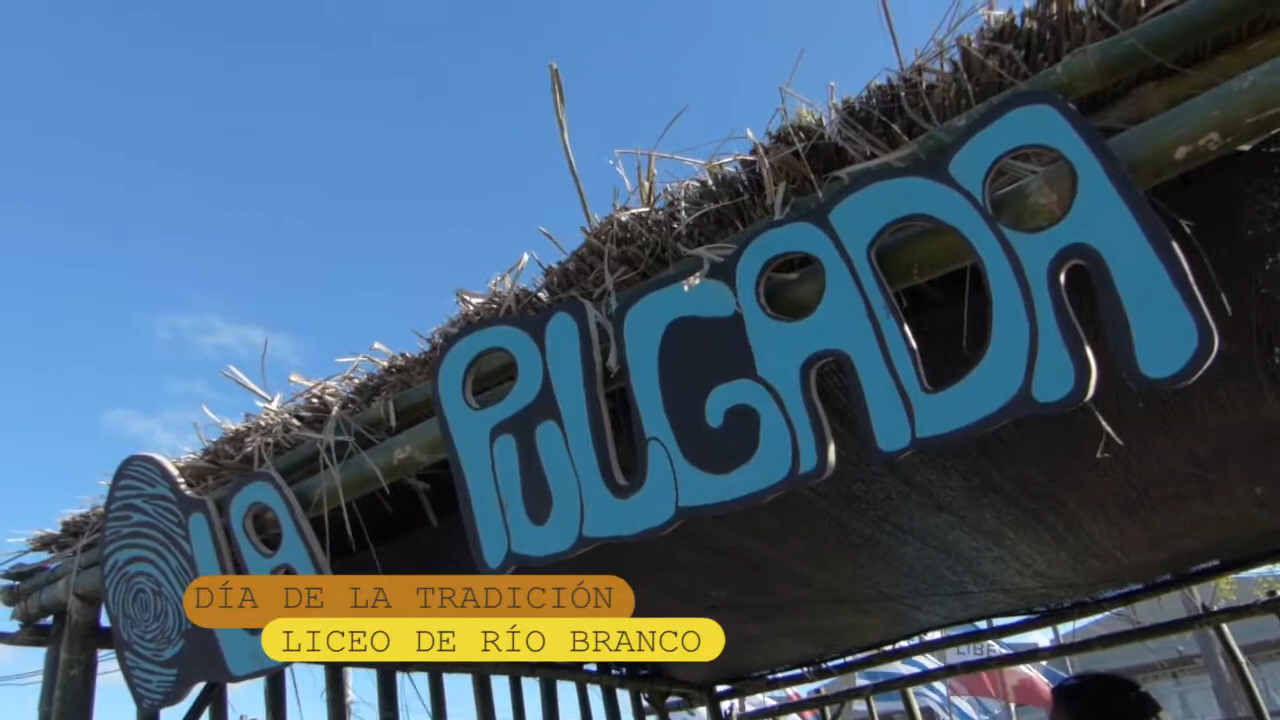 LA PULGADA
DÍA DE LA TRADICIÓN
LICEO DE RÍO BRANCO